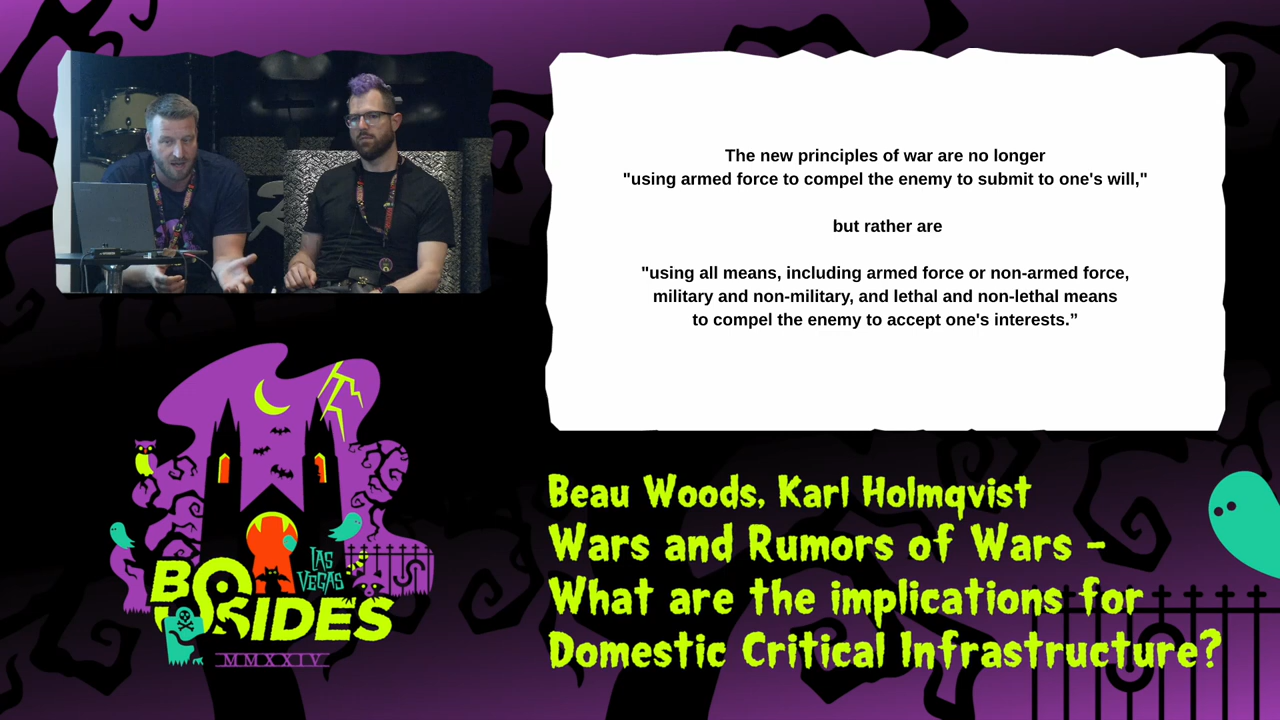 The new principles of war are no longer
"using armed force to compel the enemy to submit to one's will,"
but rather are
"using all means, including armed force or non-armed force,
military and non-military, and lethal and non-lethal means
to compel the enemy to accept one's interests.”
BSIDES
LAS
VEGAS
MMXXIV
Beau Woods, Karl Holmqvist
Wars and Rumors of Wars -
What are the implications for
Domestic Critical Infrastructure?